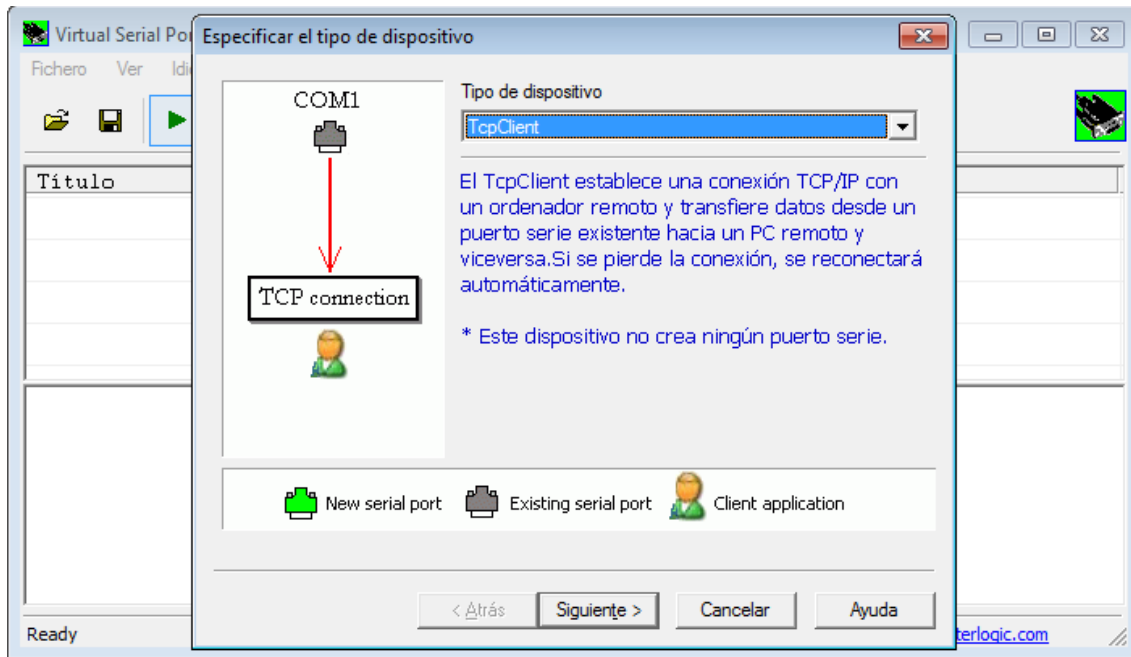 Virtual Serial Por
Especificar el tipo de dispositivo
Fichero Ver Idi
COM1
Tipo de dispositivo
TcpClient
Título
El TcpClient establece una conexión TCP/IP con
un ordenador remoto y transfiere datos desde un
puerto serie existente hacia un PC remoto y
viceversa.Si se pierde la conexión, se reconectará
automáticamente.
TCP connection
* Este dispositivo no crea ningún puerto serie.
New serial port Existing serial port Client application
< Atrás Siguiente > Cancelar Ayuda
Ready
terlogic.com